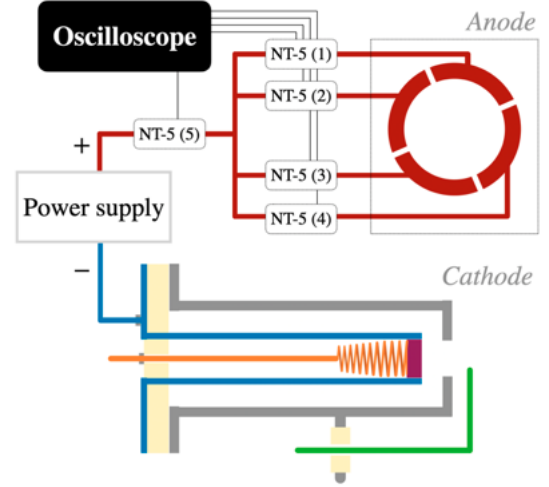 Oscilloscope
Anode
NT-5 (1)
NT-5 (2)
+
NT-5 (5)
NT-5 (3)
Power supply
NT-5 (4)
−
Cathode